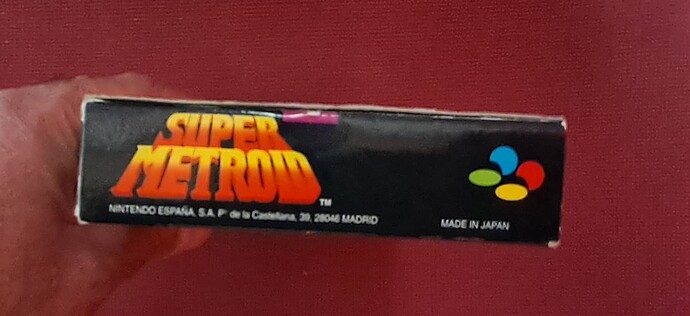 SUPER
METROID
TM
NINTENDO ESPAÑA, S.A. Pº de la Castellana, 39, 28046 MADRID
MADE IN JAPAN